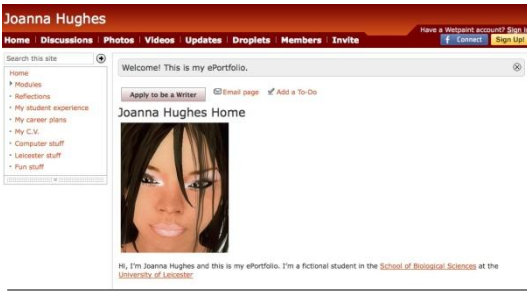 Joanna Hughes
Have a Wetpaint account? Sign in
Home Discussions Photos Videos Updates Droplets Members Invite
f Connect Sign Up!
Search this site
Welcome! This is my ePortfolio.
Home
Modules
Reflections
My student experience
My career plans
My C.V.
Computer stuff
Leicester stuff
Fun stuff
Apply to be a Writer Email page Add a To-Do
Joanna Hughes Home
Hi, I'm Joanna Hughes and this is my ePortfolio. I'm a fictional student in the School of Biological Sciences at the
University of Leicester